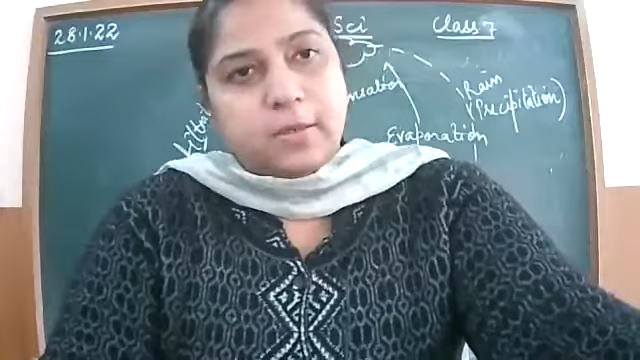 28.1.22
Sci
Class 7
Rain
(Precipitation)
Evaporation